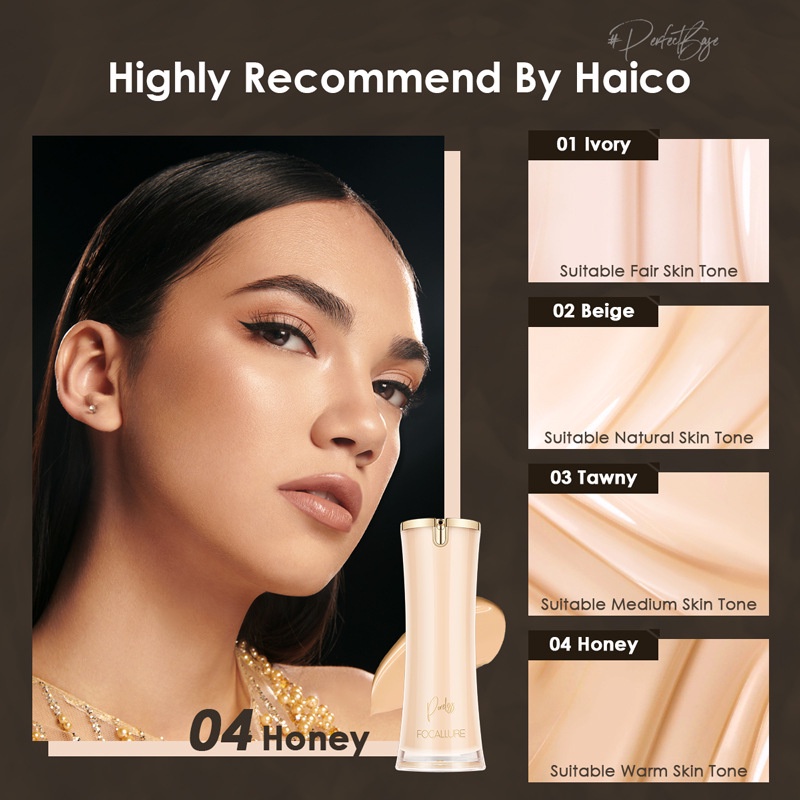 #PerfectBase
Highly Recommend By Haico
01 Ivory
Suitable Fair Skin Tone
02 Beige
Suitable Natural Skin Tone
03 Tawny
Suitable Medium Skin Tone
04 Honey
Suitable Warm Skin Tone
04 Honey
Poreless
FOCALLURE